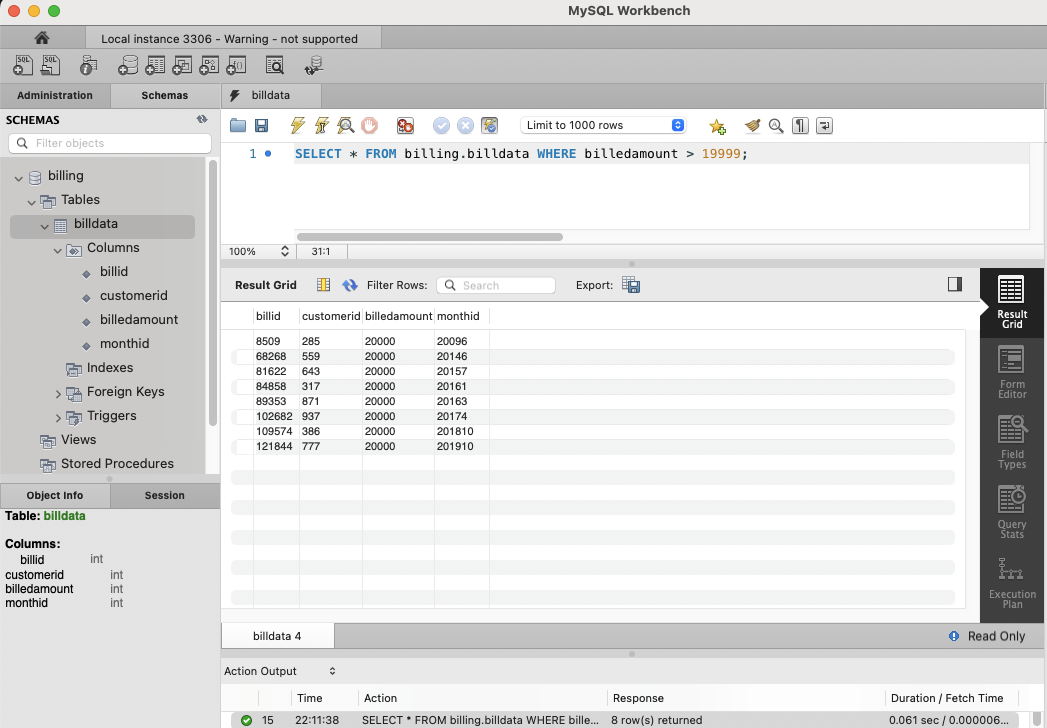 MySQL Workbench
Local instance 3306 - Warning - not supported
SQL SQL
Administration Schemas billdata
SCHEMAS
Filter objects
billing
Tables
billdata
Columns
billid
customerid
billedamount
monthid
Indexes
Foreign Keys
Triggers
Views
Stored Procedures
Object Info Session
Table: billdata
Columns:
billid int
customerid int
billedamount int
monthid int
Limit to 1000 rows
1 SELECT * FROM billing.billdata WHERE billedamount > 19999;
100% 31:1
Result Grid Filter Rows: Search Export:
billid customerid billedamount monthid
8509 285 20000 20096
68268 559 20000 20146
81622 643 20000 20157
84858 317 20000 20161
89353 871 20000 20163
102682 937 20000 20174
109574 386 20000 201810
121844 777 20000 201910
Result
Grid
Form
Editor
Field
Types
Query
Stats
Execution
Plan
billdata 4 Read Only
Action Output
Time Action Response Duration / Fetch Time
15 22:11:38 SELECT * FROM billing.billdata WHERE bille... 8 row(s) returned 0.061 sec / 0.000006...